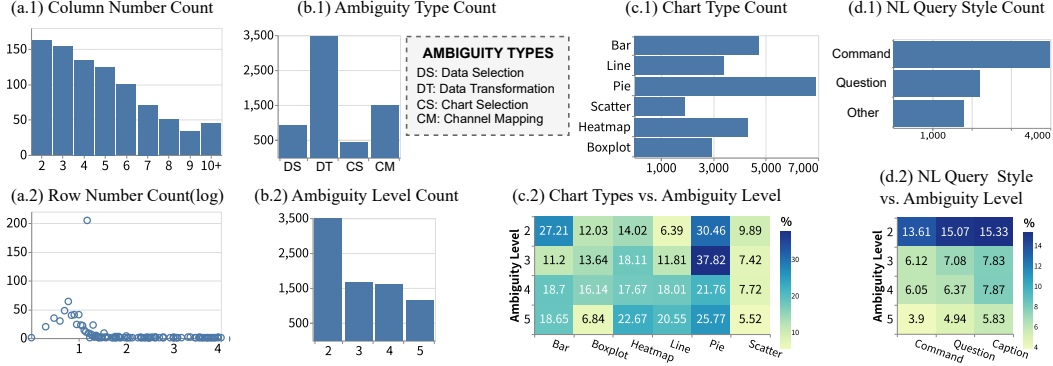 (a.1) Column Number Count
150
100
50
0
2 3 4 5 6 7 8 9 10+
(b.1) Ambiguity Type Count
3,500
2,500
1,500
500
DS DT CS CM
AMBIGUITY TYPES
DS: Data Selection
DT: Data Transformation
CS: Chart Selection
CM: Channel Mapping
(c.1) Chart Type Count
Bar
Line
Pie
Scatter
Heatmap
Boxplot
1,000 3,000 5,000 7,000
(d.1) NL Query Style Count
Command
Question
Other
1,000 4,000
(a.2) Row Number Count(log)
200
150
100
50
0
1 2 3 4
(b.2) Ambiguity Level Count
3,500
2,500
1,500
500
2 3 4 5
(c.2) Chart Types vs. Ambiguity Level
Ambiguity Level
2 27.21 12.03 14.02 6.39 30.46 9.89
3 11.2 13.64 18.11 11.81 37.82 7.42
4 18.7 16.14 17.67 18.01 21.76 7.72
5 18.65 6.84 22.67 20.55 25.77 5.52
Bar Boxplot Heatmap Line Pie Scatter
%
30
20
10
(d.2) NL Query Style
vs. Ambiguity Level
Ambiguity Level
2 13.61 15.07 15.33
3 6.12 7.08 7.83
4 6.05 6.37 7.87
5 3.9 4.94 5.83
Command Question Caption
%
14
12
10
8
6
4